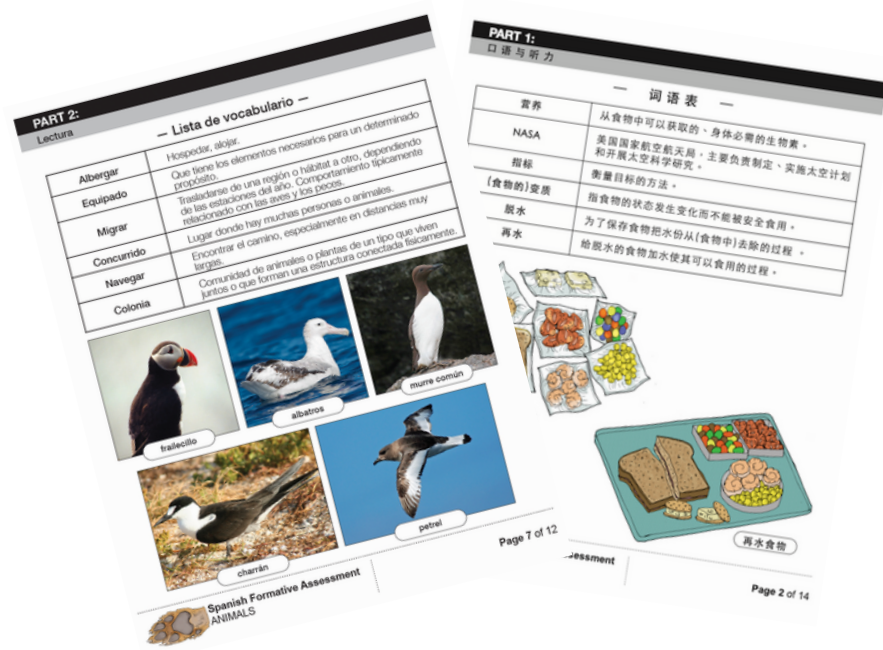 PART 2:
Lectura
— Lista de vocabulario —
Albergar
Hospedar, alojar.
Equipado
Que tiene los elementos necesarios para un determinado
propósito.
Migrar
Trasladarse de una región o hábitat a otro, dependiendo
de las estaciones del año. Comportamiento típicamente
relacionado con las aves y los peces.
Concurrido
Lugar donde hay muchas personas o animales.
Navegar
Encontrar el camino, especialmente en distancias muy
largas.
Colonia
Comunidad de animales o plantas de un tipo que viven
juntos o que forman una estructura conectada físicamente.
frailecillo
albatros
murre común
charrán
petrel
Page 7 of 12
Spanish Formative Assessment
ANIMALS
PART 1:
口语与听力
— 词语表 —
营养
从食物中可以获取的、身体必需的生物素。
NASA
美国国家航空航天局，主要负责制定、实施太空计划
和开展太空科学研究。
指标
衡量目标的方法。
(食物的)变质
指食物的状态发生变化而不能被安全食用。
脱水
为了保存食物把水份从(食物中)去除的过程。
再水
给脱水的食物加水使其可以食用的过程。
再水食物
essment
Page 2 of 14